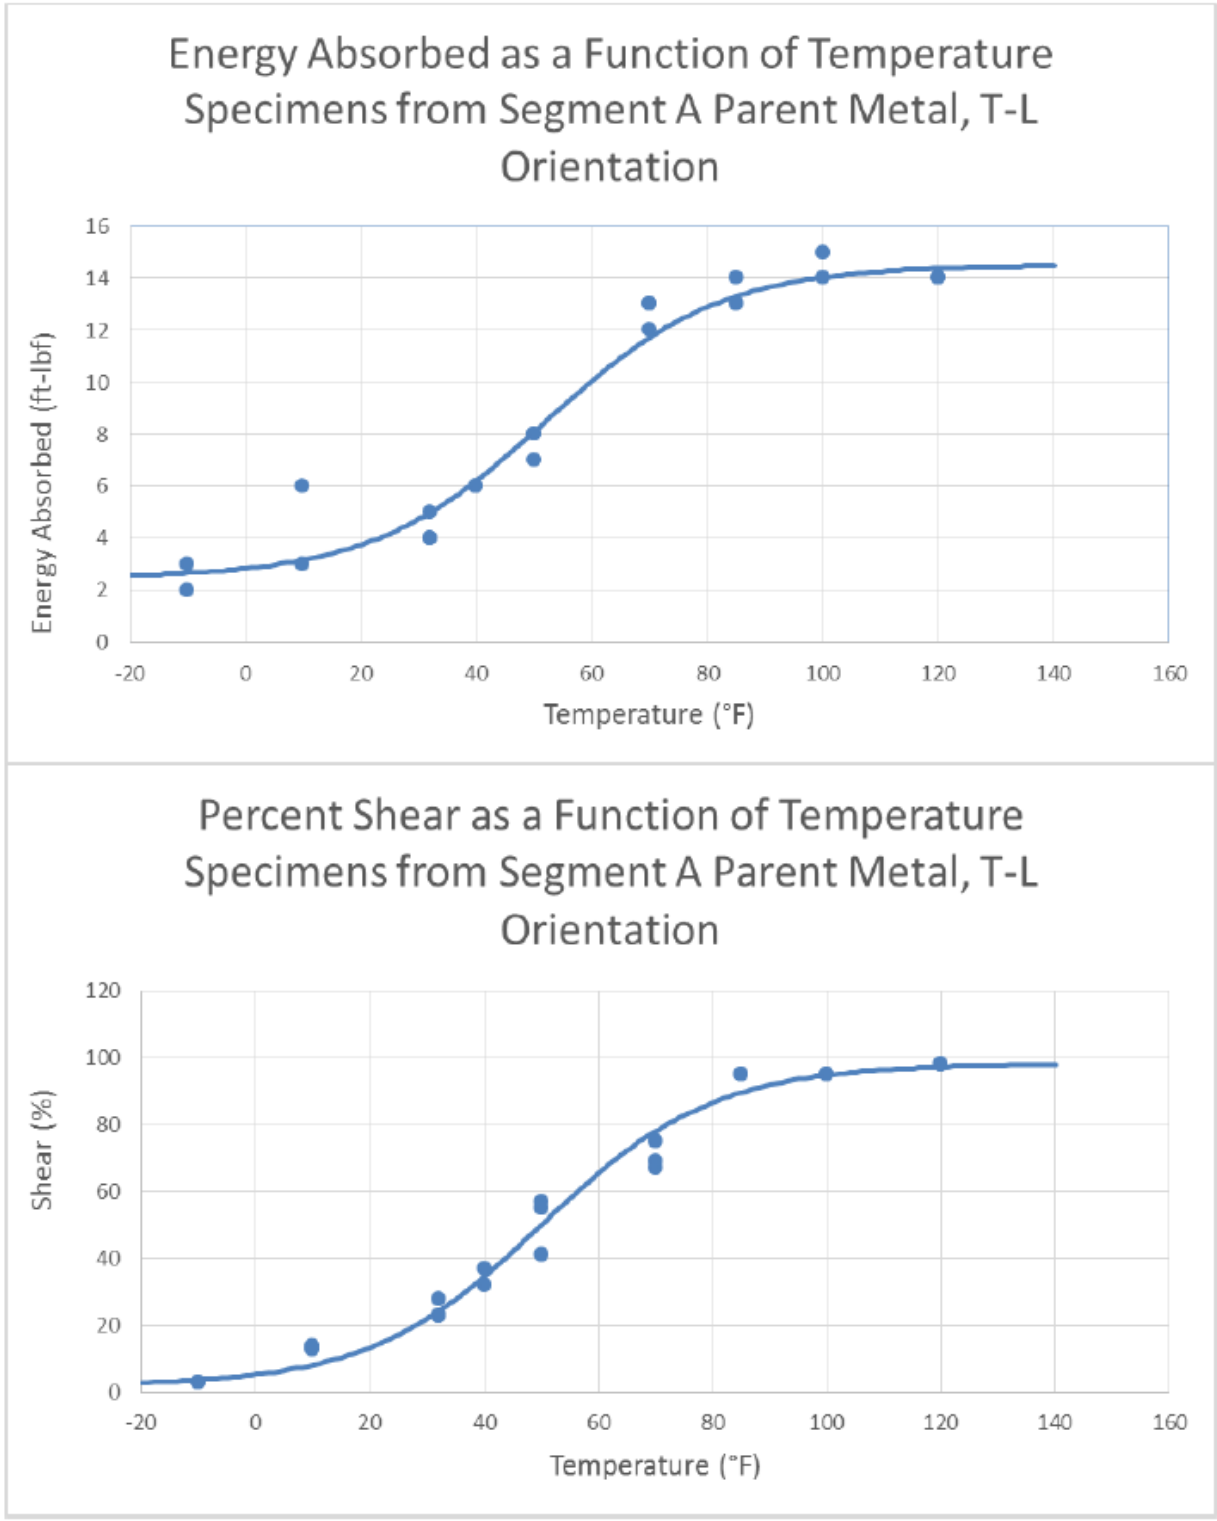 Energy Absorbed as a Function of Temperature
Specimens from Segment A Parent Metal, T-L
Orientation
16
14
12
10
8
6
4
2
0
Energy Absorbed (ft-lbf)
-20 0 20 40 60 80 100 120 140 160
Temperature (°F)
Percent Shear as a Function of Temperature
Specimens from Segment A Parent Metal, T-L
Orientation
120
100
80
60
40
20
0
Shear (%)
-20 0 20 40 60 80 100 120 140 160
Temperature (°F)